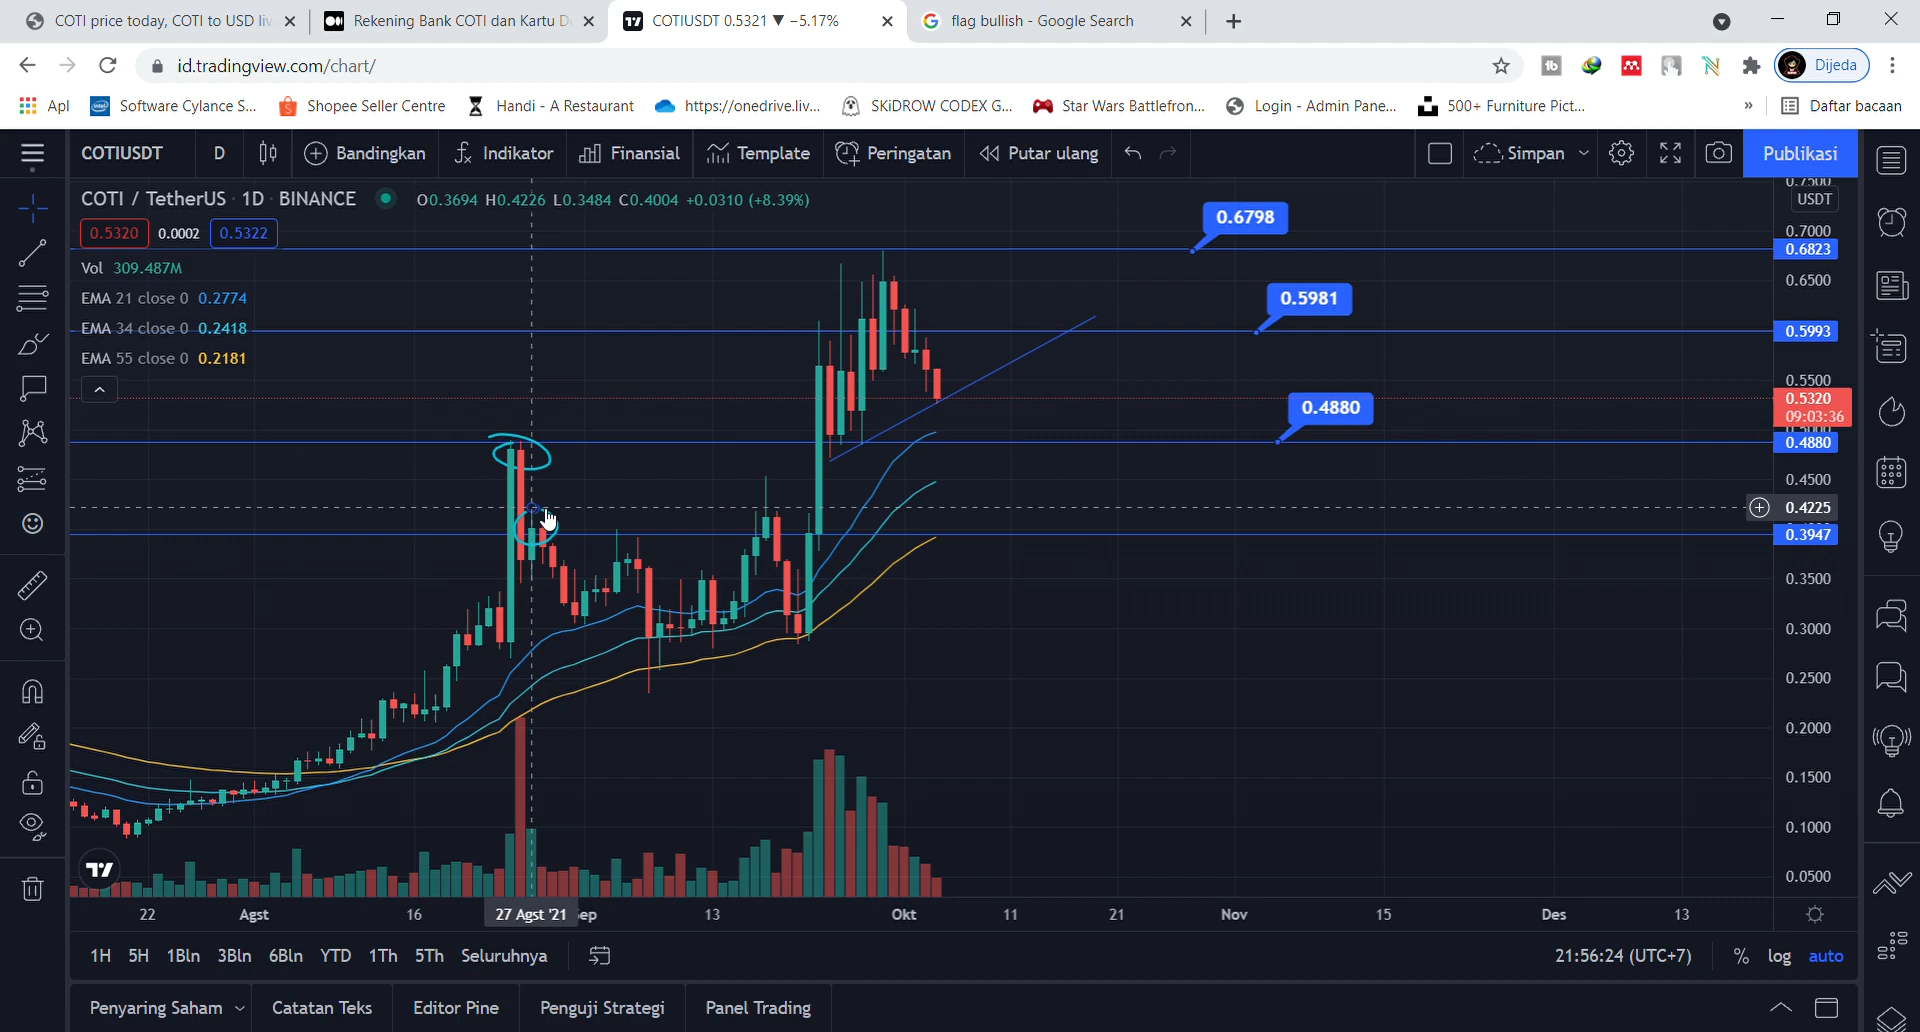 COTI price today, COTI to USD liv
Rekening Bank COTI dan Kartu D
COTIUSDT 0.5321 ▼ −5.17%
flag bullish - Google Search
id.tradingview.com/chart/
Dijeda
Apl
Software Cylance S...
Shopee Seller Centre
Handi - A Restaurant
https://onedrive.liv...
SKiDROW CODEX G...
Star Wars Battlefron...
Login - Admin Pane...
500+ Furniture Pict...
»
Daftar bacaan
COTIUSDT
D
Bandingkan
Indikator
Finansial
Template
Peringatan
Putar ulang
Simpan
Publikasi
COTI / TetherUS · 1D · BINANCE
O0.3694 H0.4226 L0.3484 C0.4004 +0.0310 (+8.39%)
0.5320 0.0002 0.5322
Vol 309.487M
EMA 21 close 0 0.2774
EMA 34 close 0 0.2418
EMA 55 close 0 0.2181
0.6798
0.5981
0.4880
0.7500
USDT
0.7000
0.6823
0.6500
0.5993
0.5500
0.5320
09:03:36
0.5000
0.4880
0.4500
0.4225
0.3947
0.3500
0.3000
0.2500
0.2000
0.1500
0.1000
0.0500
22
Agst
16
27 Agst '21
ep
13
Okt
11
21
Nov
15
Des
13
1H 5H 1Bln 3Bln 6Bln YTD 1Th 5Th Seluruhnya
21:56:24 (UTC+7)
%
log
auto
Penyaring Saham
Catatan Teks
Editor Pine
Penguji Strategi
Panel Trading